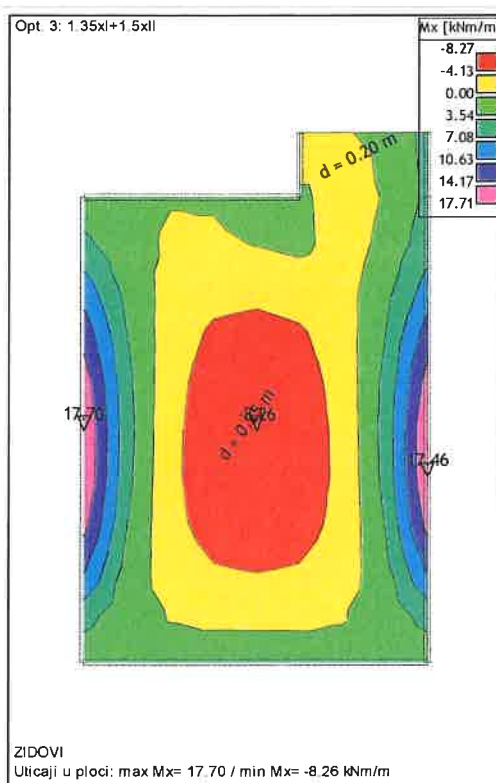 Opt. 3: 1.35xI+1.5xII
Mx [kNm/m
-8.27
-4.13
0.00
3.54
7.08
10.63
14.17
17.71
d = 0.20 m
17.70
17.46
ZIDOVI
Uticaji u ploci: max Mx= 17.70 / min Mx= -8.26 kNm/m